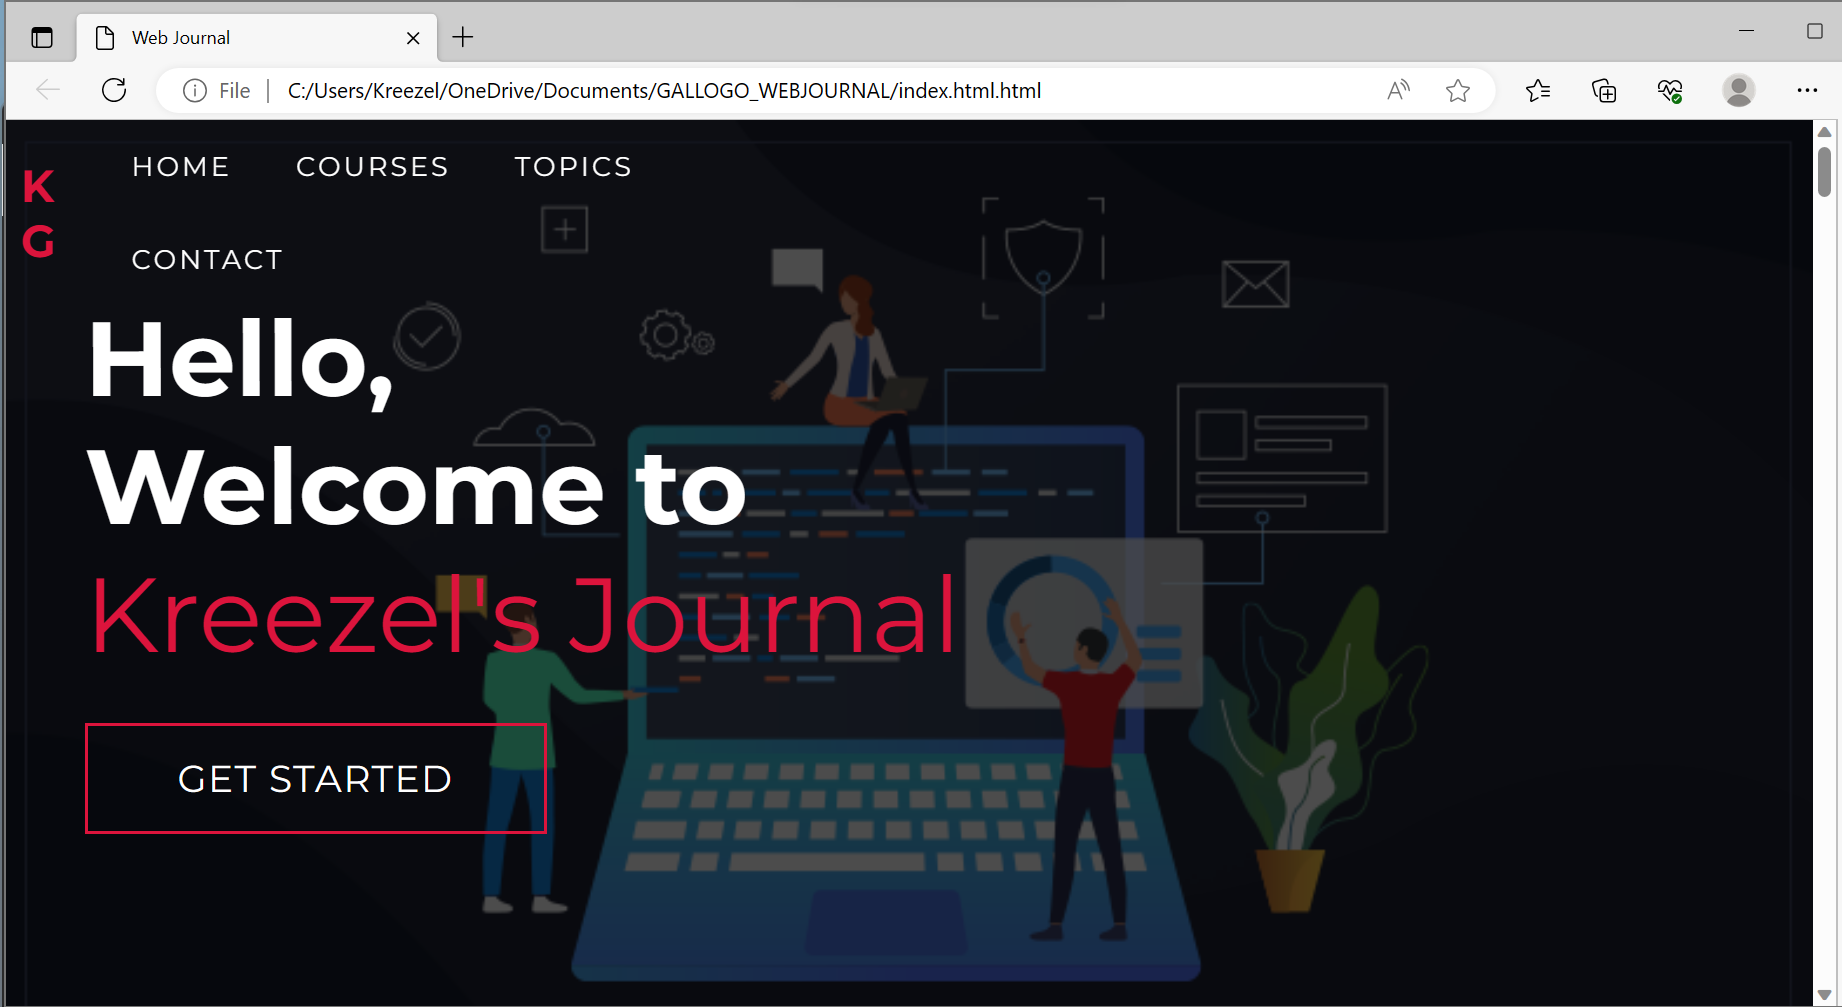 Web Journal
File
C:/Users/Kreezel/OneDrive/Documents/GALLOGO_WEBJOURNAL/index.html.html
K
G
HOME COURSES TOPICS
CONTACT
Hello,
Welcome to
Kreezel's Journal
GET STARTED